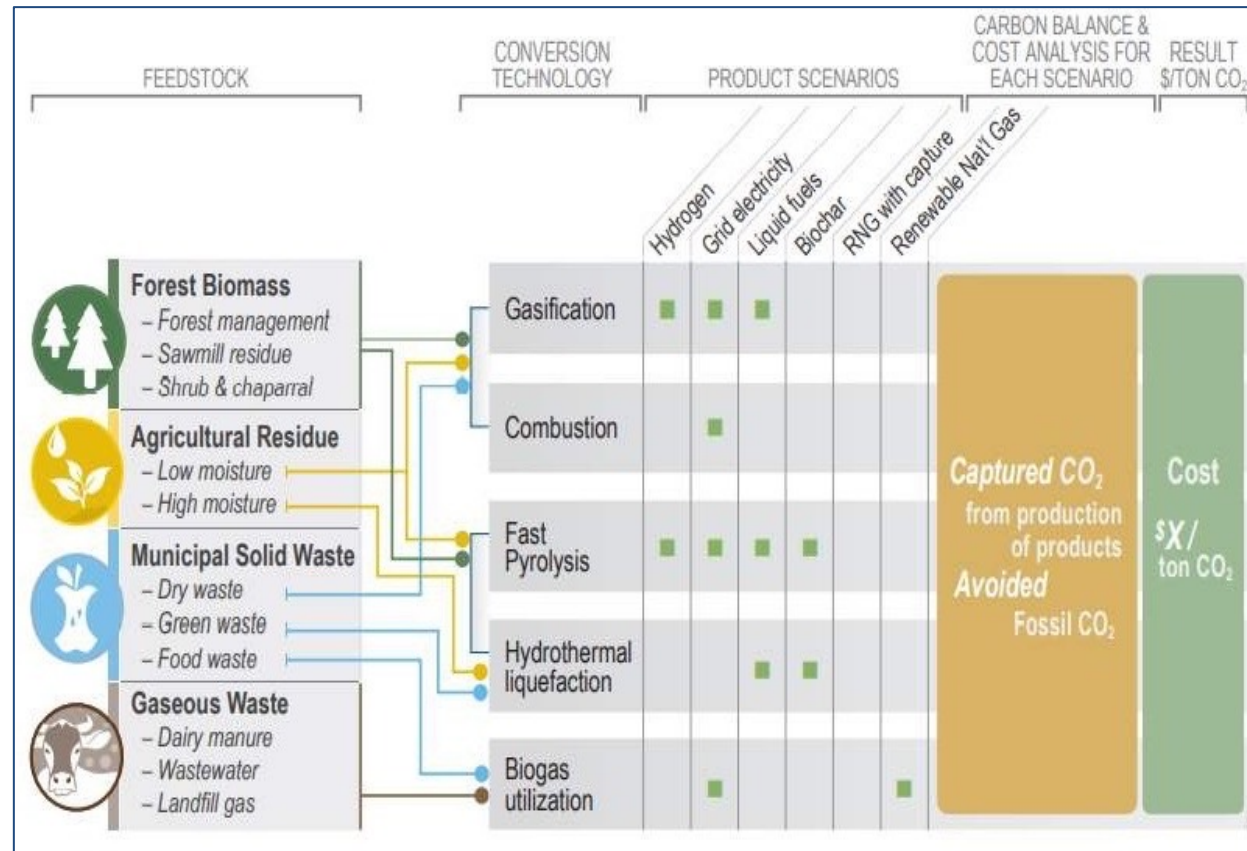 FEEDSTOCK
CONVERSION
TECHNOLOGY
PRODUCT SCENARIOS
CARBON BALANCE &
COST ANALYSIS FOR
EACH SCENARIO
RESULT
$/TON CO₂
Hydrogen
Grid electricity
Liquid fuels
Biochar
RNG with capture
Renewable Nat'l Gas
Forest Biomass
– Forest management
– Sawmill residue
– Shrub & chaparral
Agricultural Residue
– Low moisture
– High moisture
Municipal Solid Waste
– Dry waste
– Green waste
– Food waste
Gaseous Waste
– Dairy manure
– Wastewater
– Landfill gas
Gasification
Combustion
Fast
Pyrolysis
Hydrothermal
liquefaction
Biogas
utilization
Captured CO₂
from production
of products
Avoided
Fossil CO₂
Cost
$X/
ton CO₂